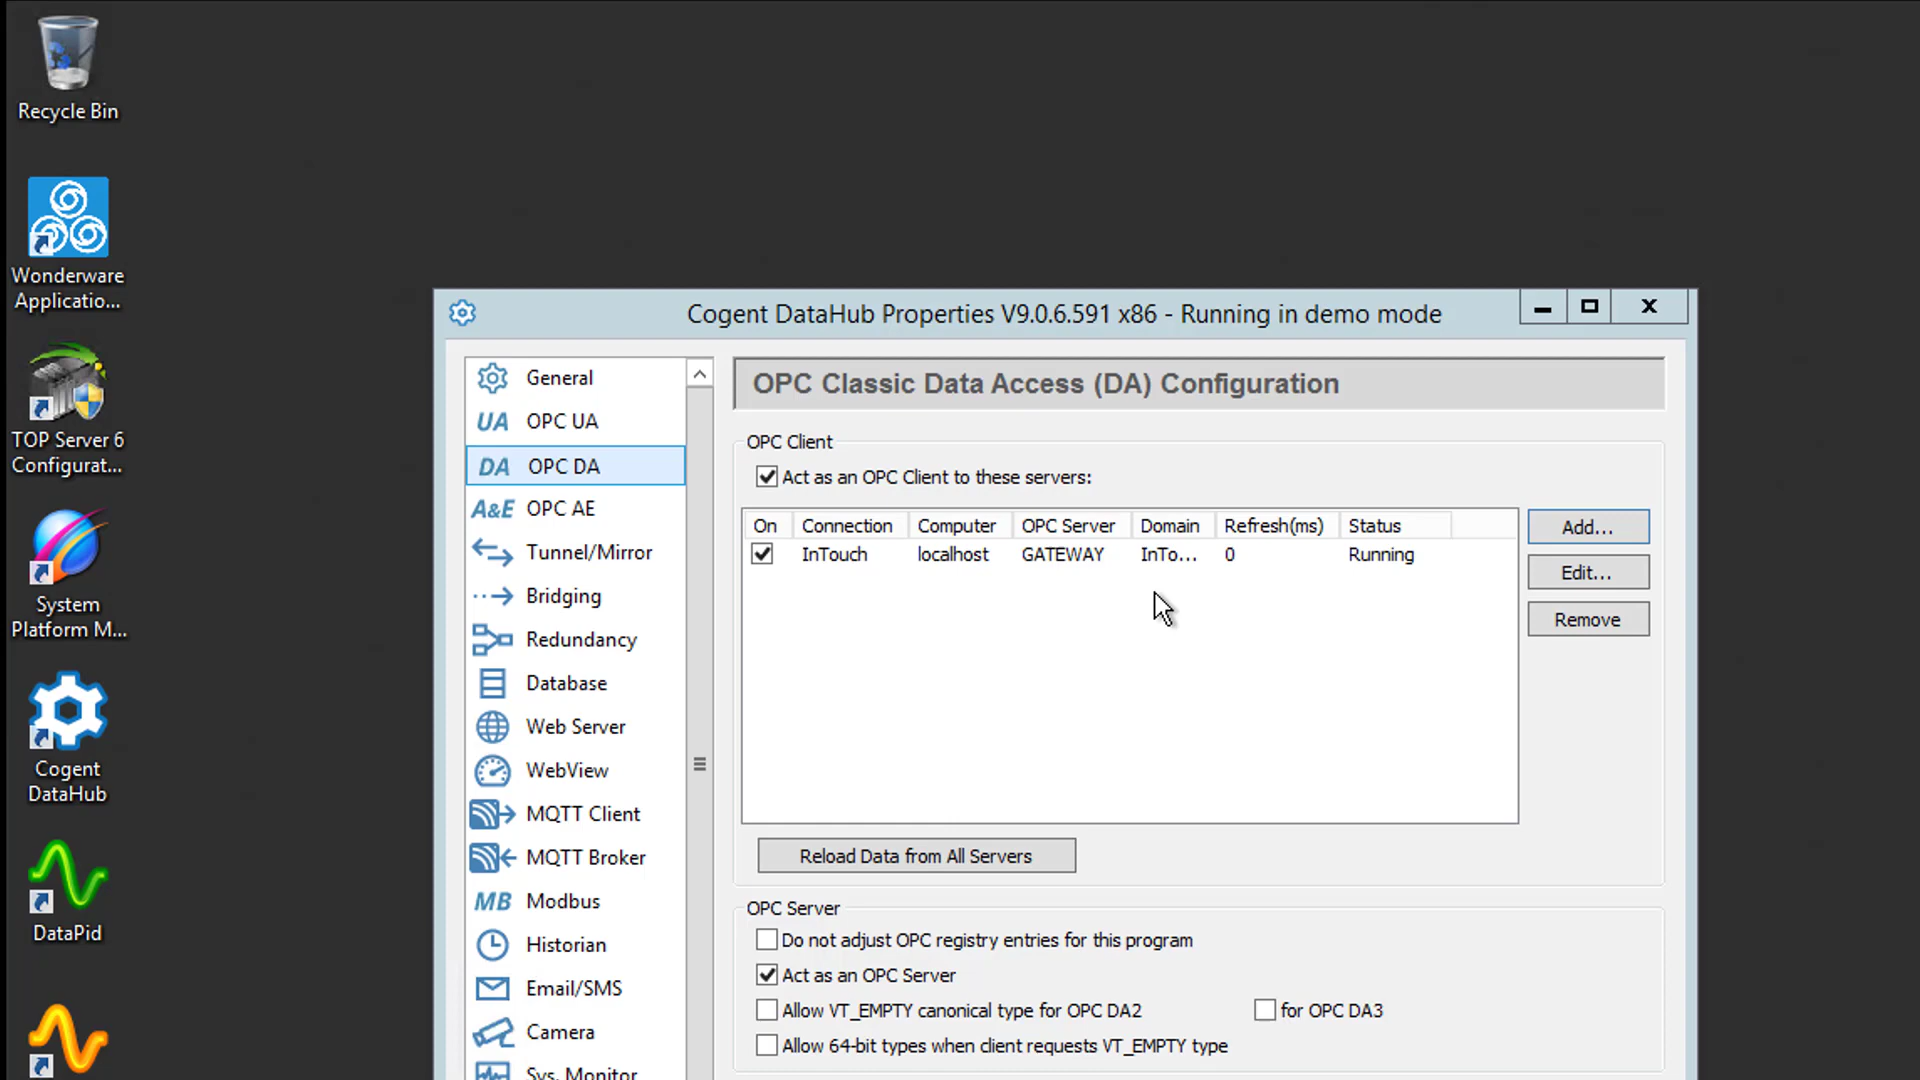 Recycle Bin
Wonderware
Applicatio...
TOP Server 6
Configurat...
System
Platform M...
Cogent
DataHub
DataPid
Cogent DataHub Properties V9.0.6.591 x86 - Running in demo mode
General
UA OPC UA
DA OPC DA
A&E OPC AE
Tunnel/Mirror
Bridging
Redundancy
Database
Web Server
WebView
MQTT Client
MQTT Broker
MB Modbus
Historian
Email/SMS
Camera
Sys. Monitor
OPC Classic Data Access (DA) Configuration
OPC Client
Act as an OPC Client to these servers:
On Connection Computer OPC Server Domain Refresh(ms) Status
InTouch localhost GATEWAY InTo... 0 Running
Add...
Edit...
Remove
Reload Data from All Servers
OPC Server
Do not adjust OPC registry entries for this program
Act as an OPC Server
Allow VT_EMPTY canonical type for OPC DA2 for OPC DA3
Allow 64-bit types when client requests VT_EMPTY type